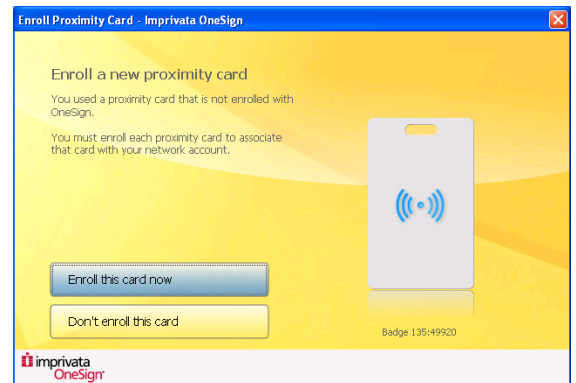 Enroll Proximity Card - Imprivata OneSign
Enroll a new proximity card
You used a proximity card that is not enrolled with
OneSign.
You must enroll each proximity card to associate
that card with your network account.
Enroll this card now
Don't enroll this card
Badge 135:49920
imprivata
OneSign